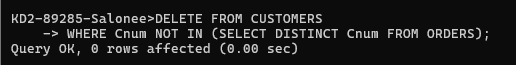 KD2-89285-Salonee>DELETE FROM CUSTOMERS
-> WHERE Cnum NOT IN (SELECT DISTINCT Cnum FROM ORDERS);
Query OK, 0 rows affected (0.00 sec)